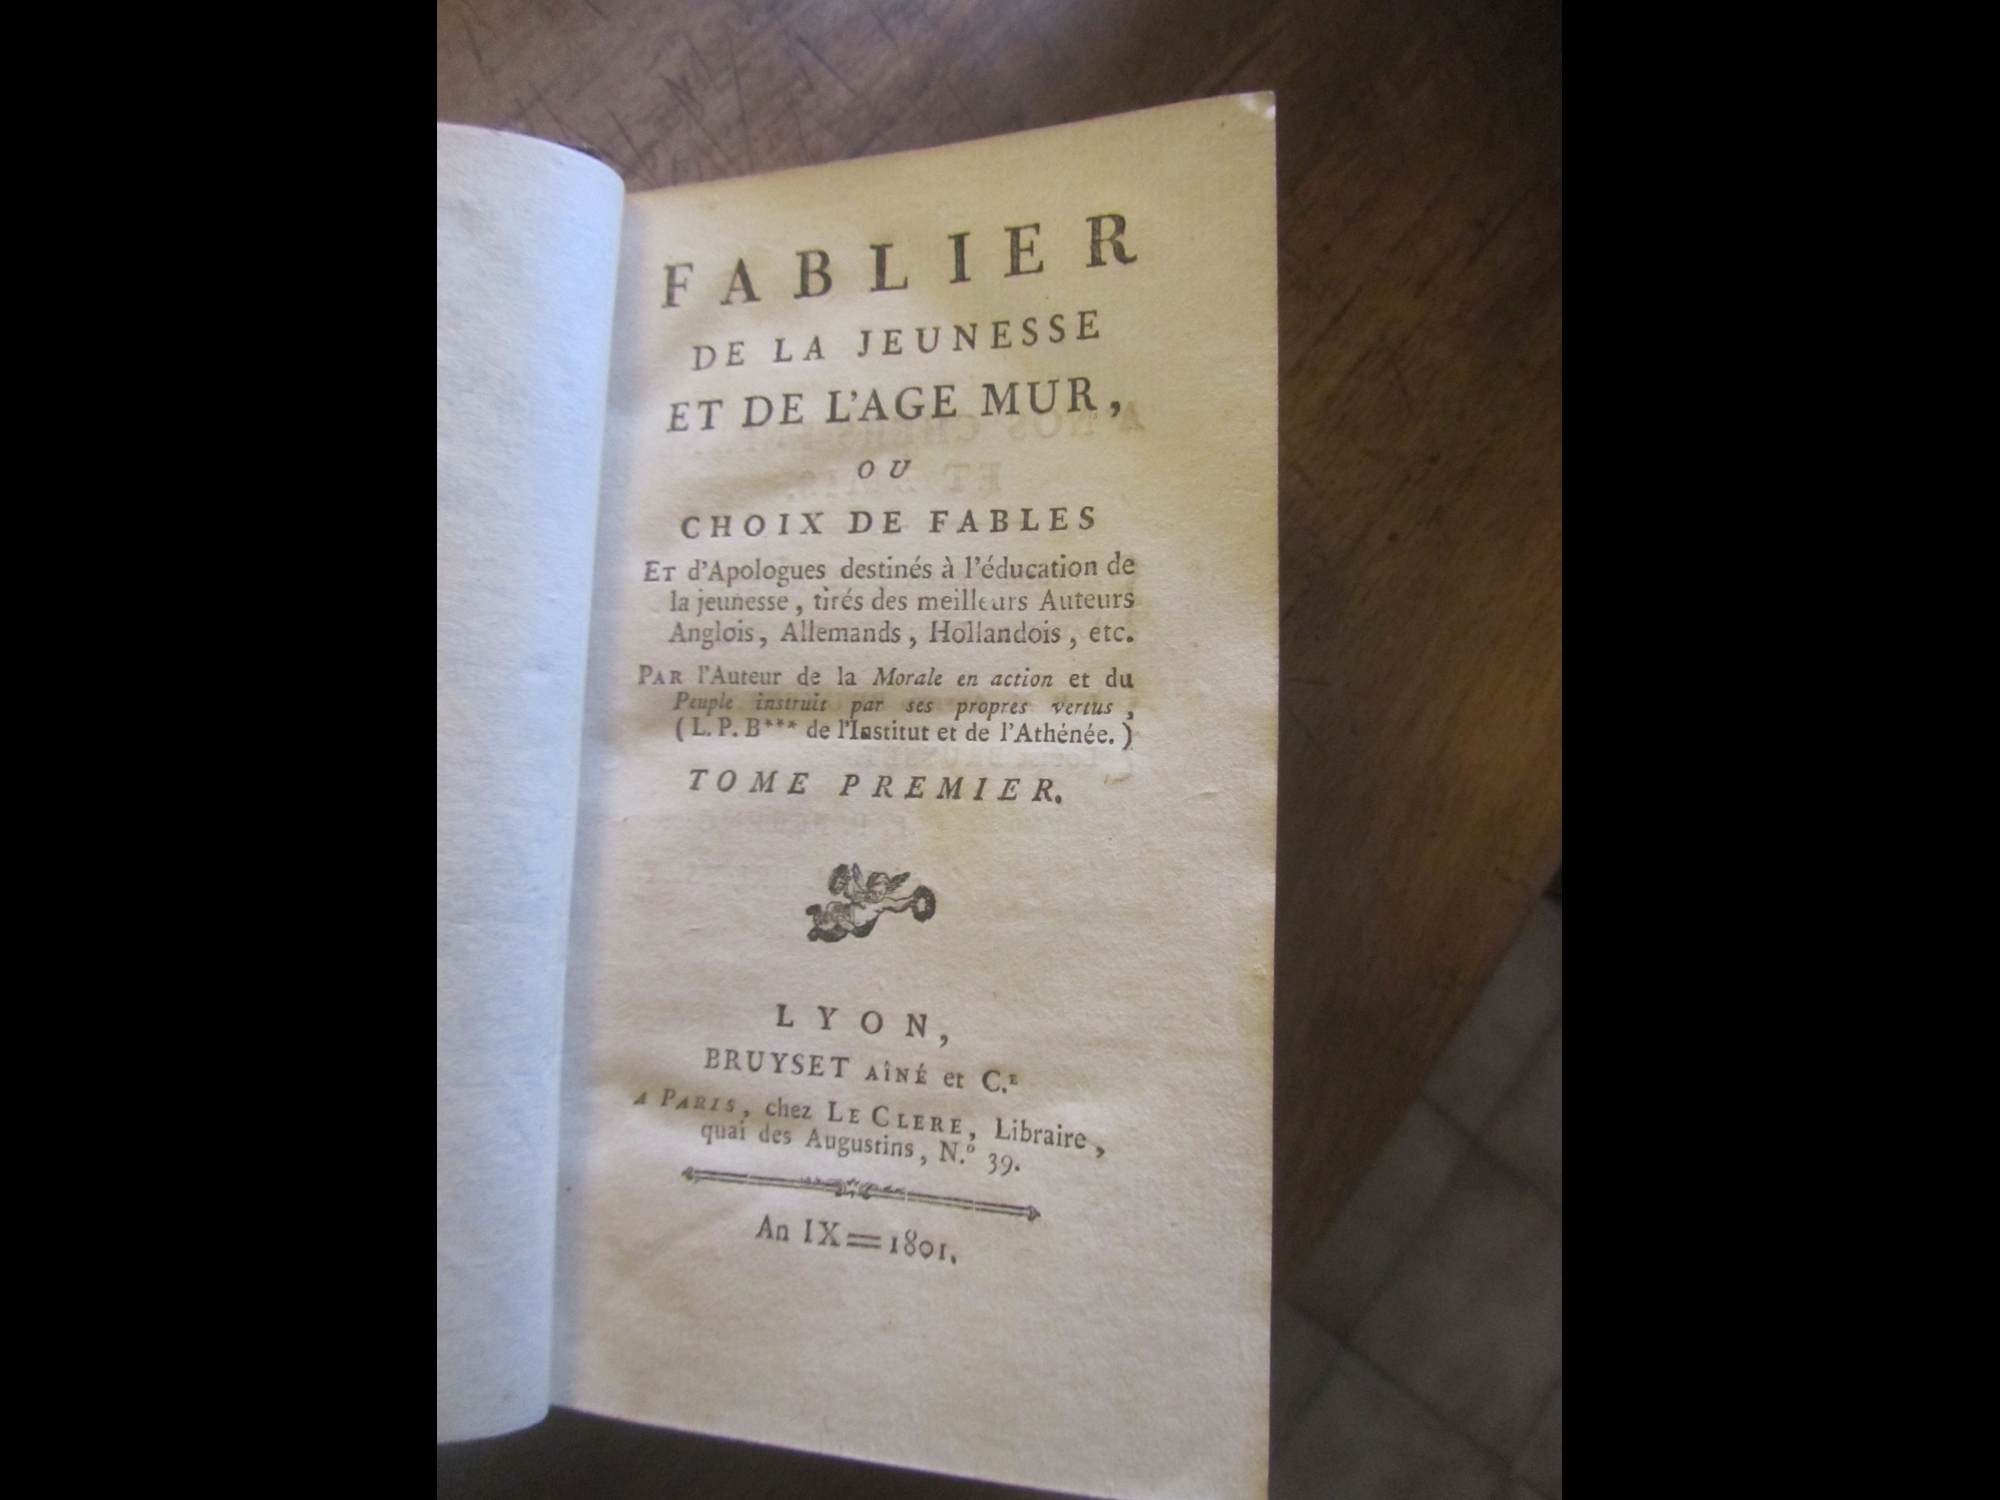 FABLIER
DE LA JEUNESSE
ET DE L'AGE MUR,
OU
CHOIX DE FABLES
ET d'Apologues destinés à l'éducation de
la jeunesse, tirés des meilleurs Auteurs
Anglois, Allemands, Hollandois, etc.
PAR l'Auteur de la Morale en action et du
Peuple instruit par ses propres vertus,
(L. P. B*** de l'Institut et de l'Athénée.)
TOME PREMIER.
LYON,
BRUYSET AÎNÉ et C.E
A PARIS, chez LE CLERE, Libraire,
quai des Augustins, N.º 39.
An IX=1801.